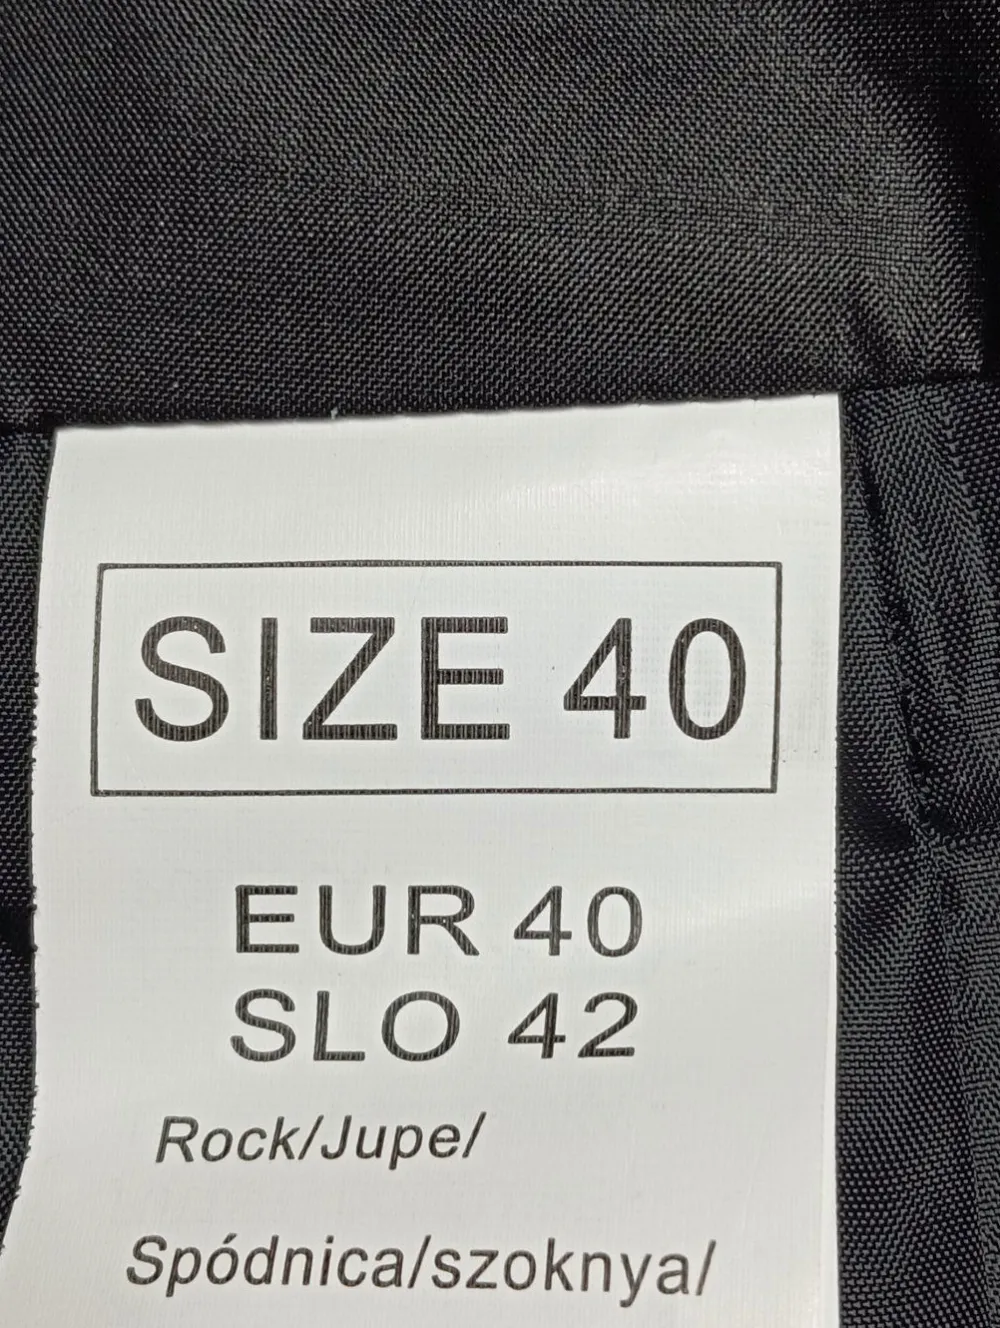 SIZE 40
EUR 40
SLO 42
Rock/Jupe/
Spódnica/szoknya/